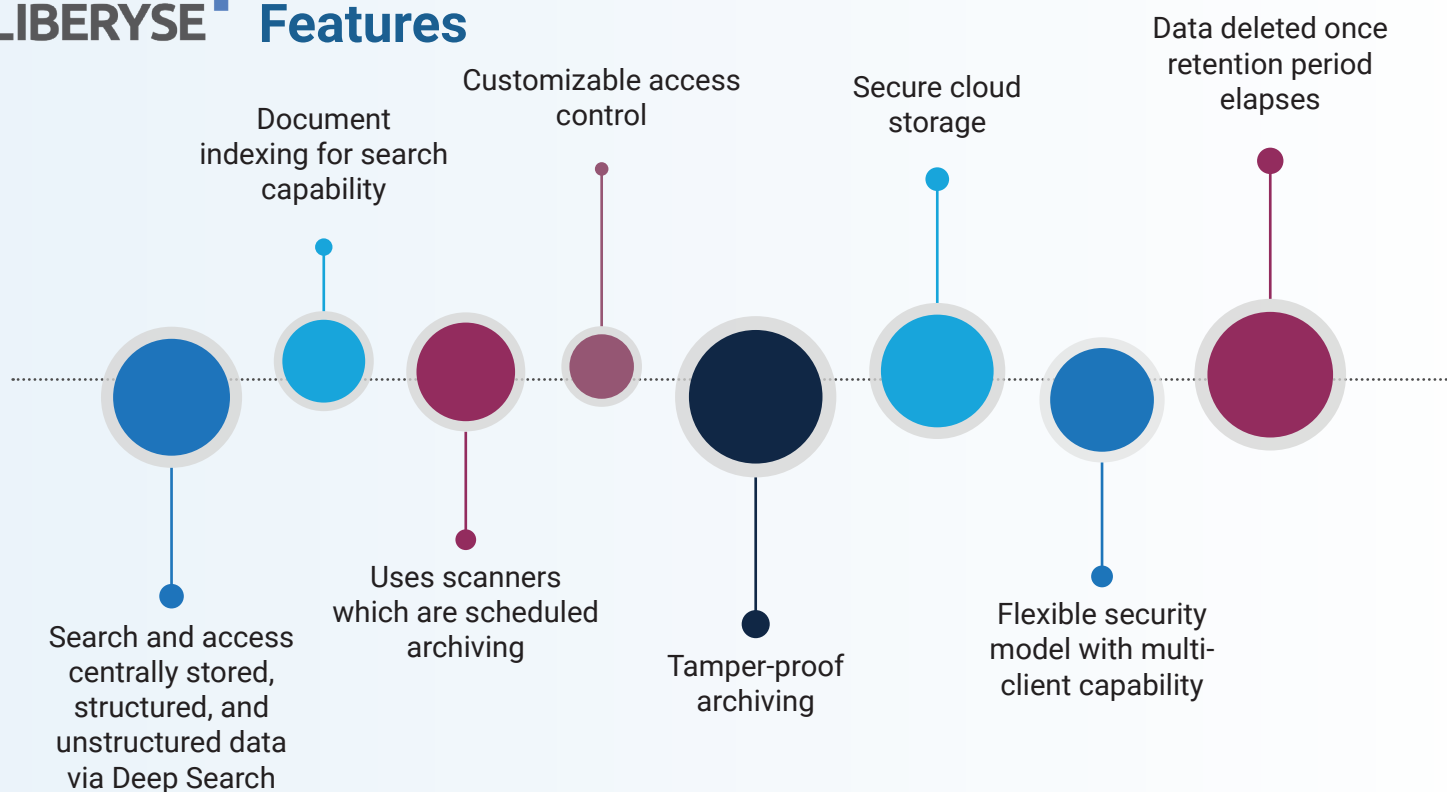 LIBERYSE Features
Search and access
centrally stored,
structured, and
unstructured data
via Deep Search
Document
indexing for search
capability
Uses scanners
which are scheduled
archiving
Customizable access
control
Tamper-proof
archiving
Secure cloud
storage
Flexible security
model with multi-
client capability
Data deleted once
retention period
elapses